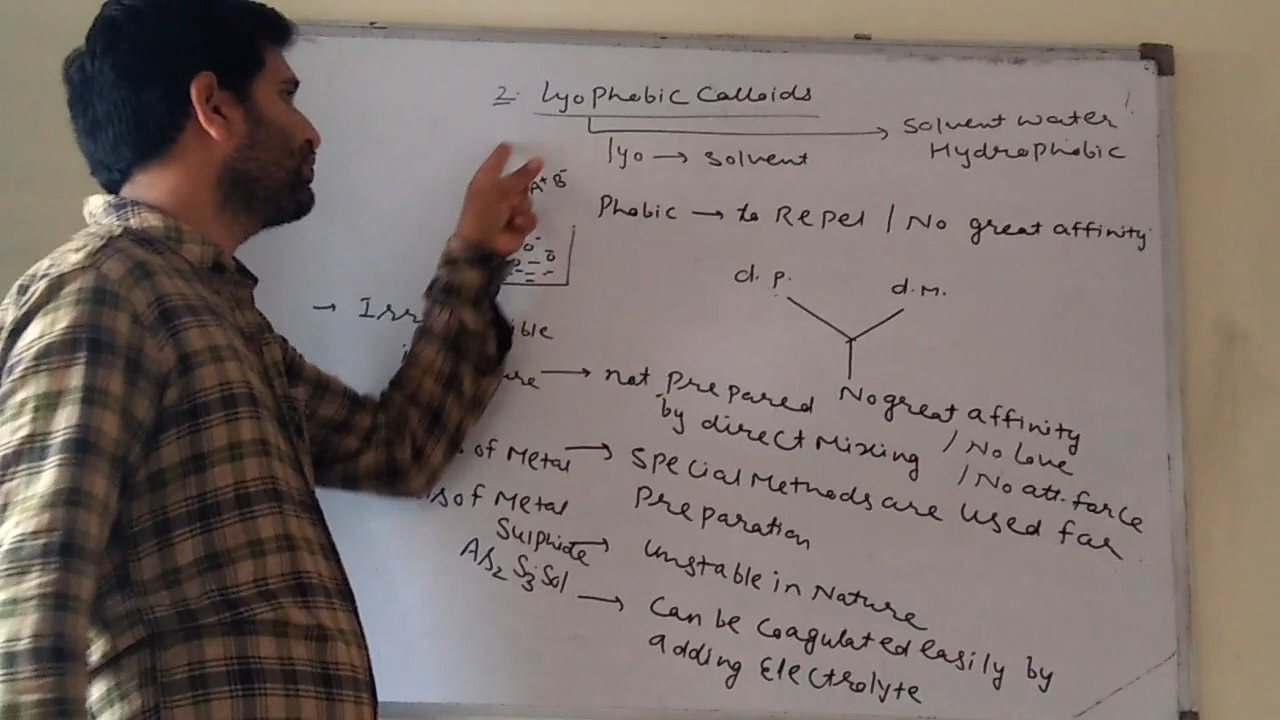 2. Lyophobic Colloids
Solvent water
Hydrophobic
lyo → solvent
A+ B-
Phobic → to Repel / No great affinity
d. p.
d. M.
→
in
→ not prepared
by direct Mixing
No great affinity
/ No Love
/ No att. force
of Metal → Special Methods are used for
Preparation
of Metal
Sulphide → Unstable in Nature
As2 S3 Sol
→ Can be Coagulated easily by
adding Electrolyte